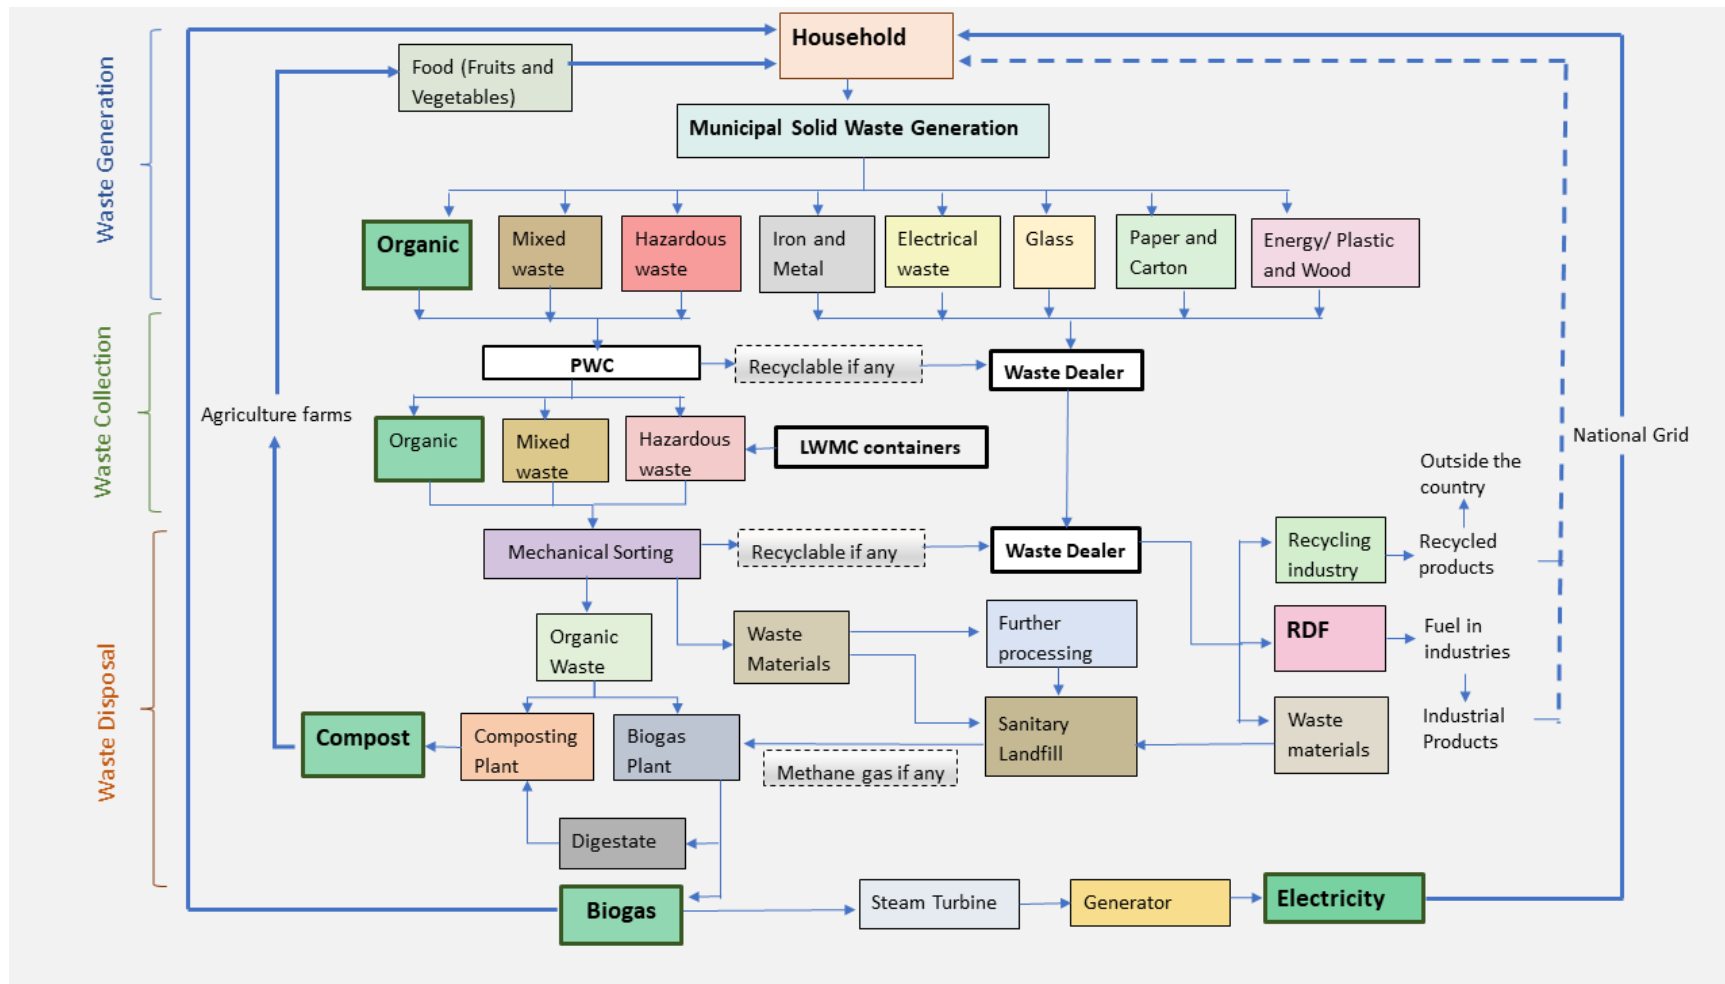 Household
Food (Fruits and
Vegetables)
Municipal Solid Waste Generation
Waste Generation
Organic
Mixed
waste
Hazardous
waste
Iron and
Metal
Electrical
waste
Glass
Paper and
Carton
Energy/ Plastic
and Wood
Waste Collection
PWC
Recyclable if any
Waste Dealer
Agriculture farms
Organic
Mixed
waste
Hazardous
waste
LWMC containers
National Grid
Outside the
country
Waste Disposal
Mechanical Sorting
Recyclable if any
Waste Dealer
Recycling
industry
Recycled
products
Organic
Waste
Waste
Materials
Further
processing
RDF
Fuel in
industries
Compost
Composting
Plant
Biogas
Plant
Methane gas if any
Sanitary
Landfill
Waste
materials
Industrial
Products
Digestate
Biogas
Steam Turbine
Generator
Electricity